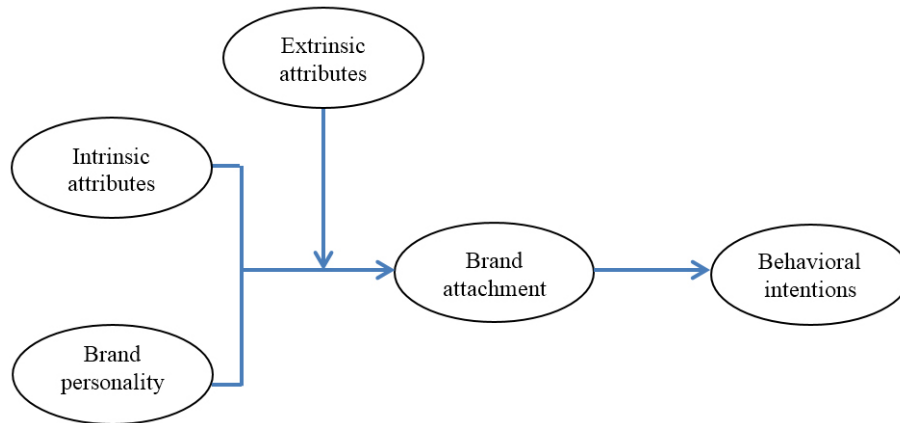 Extrinsic
attributes
Intrinsic
attributes
Brand
attachment
Behavioral
intentions
Brand
personality